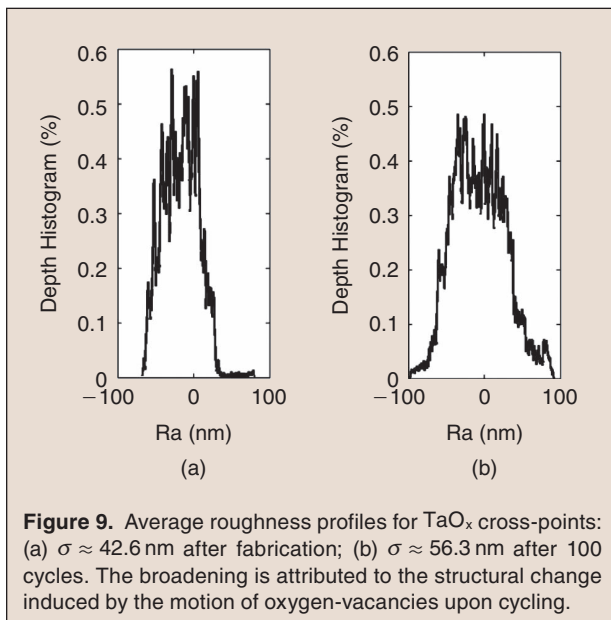 0.6
0.5
0.4
0.3
0.2
0.1
0
−100
0
100
Depth Histogram (%)
Ra (nm)
(a)
0.6
0.5
0.4
0.3
0.2
0.1
0
−100
0
100
Depth Histogram (%)
Ra (nm)
(b)
Figure 9. Average roughness profiles for TaOₓ cross-points:
(a) σ ≈ 42.6 nm after fabrication; (b) σ ≈ 56.3 nm after 100
cycles. The broadening is attributed to the structural change
induced by the motion of oxygen-vacancies upon cycling.